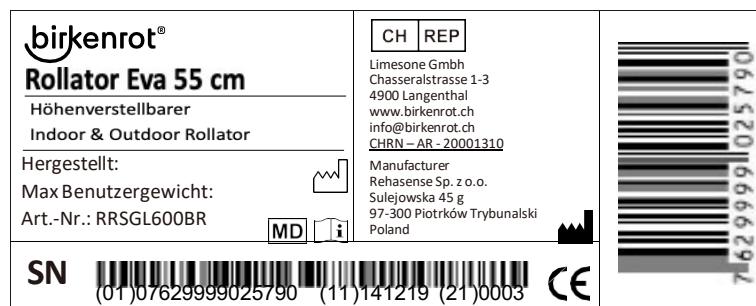 birkenrot®
Rollator Eva 55 cm
Höhenverstellbarer
Indoor & Outdoor Rollator
Hergestellt:
Max Benutzergewicht:
Art.-Nr.: RRSGL600BR
MD
CH REP
Limesone Gmbh
Chasseralstrasse 1-3
4900 Langenthal
www.birkenrot.ch
info@birkenrot.ch
CHRN – AR - 20001310
Manufacturer
Rehasense Sp. z o.o.
Sulejowska 45 g
97-300 Piotrków Trybunalski
Poland
SN
(01)07629999025790 (11)141219 (21)0003
CE
7629999025790